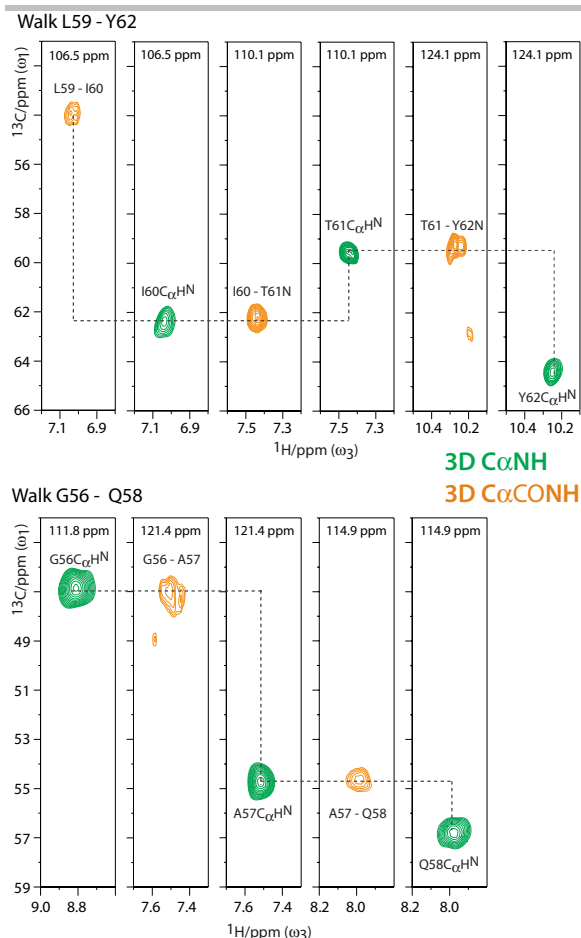 Walk L59 - Y62
106.5 ppm 106.5 ppm 110.1 ppm 110.1 ppm 124.1 ppm 124.1 ppm
L59 - I60
I60CαHN
I60 - T61N
T61CαHN
T61 - Y62N
Y62CαHN
13C/ppm (ω1)
56
58
60
62
64
66
7.1 6.9 7.1 6.9 7.5 7.3 7.5 7.3 10.4 10.2 10.4 10.2
1H/ppm (ω3)
3D CαNH
3D CαCONH
Walk G56 - Q58
111.8 ppm 121.4 ppm 121.4 ppm 114.9 ppm 114.9 ppm
G56CαHN
G56 - A57
A57CαHN
A57 - Q58
Q58CαHN
13C/ppm (ω1)
49
51
53
55
57
59
9.0 8.8 7.6 7.4 7.6 7.4 8.2 8.0 8.2 8.0
1H/ppm (ω3)